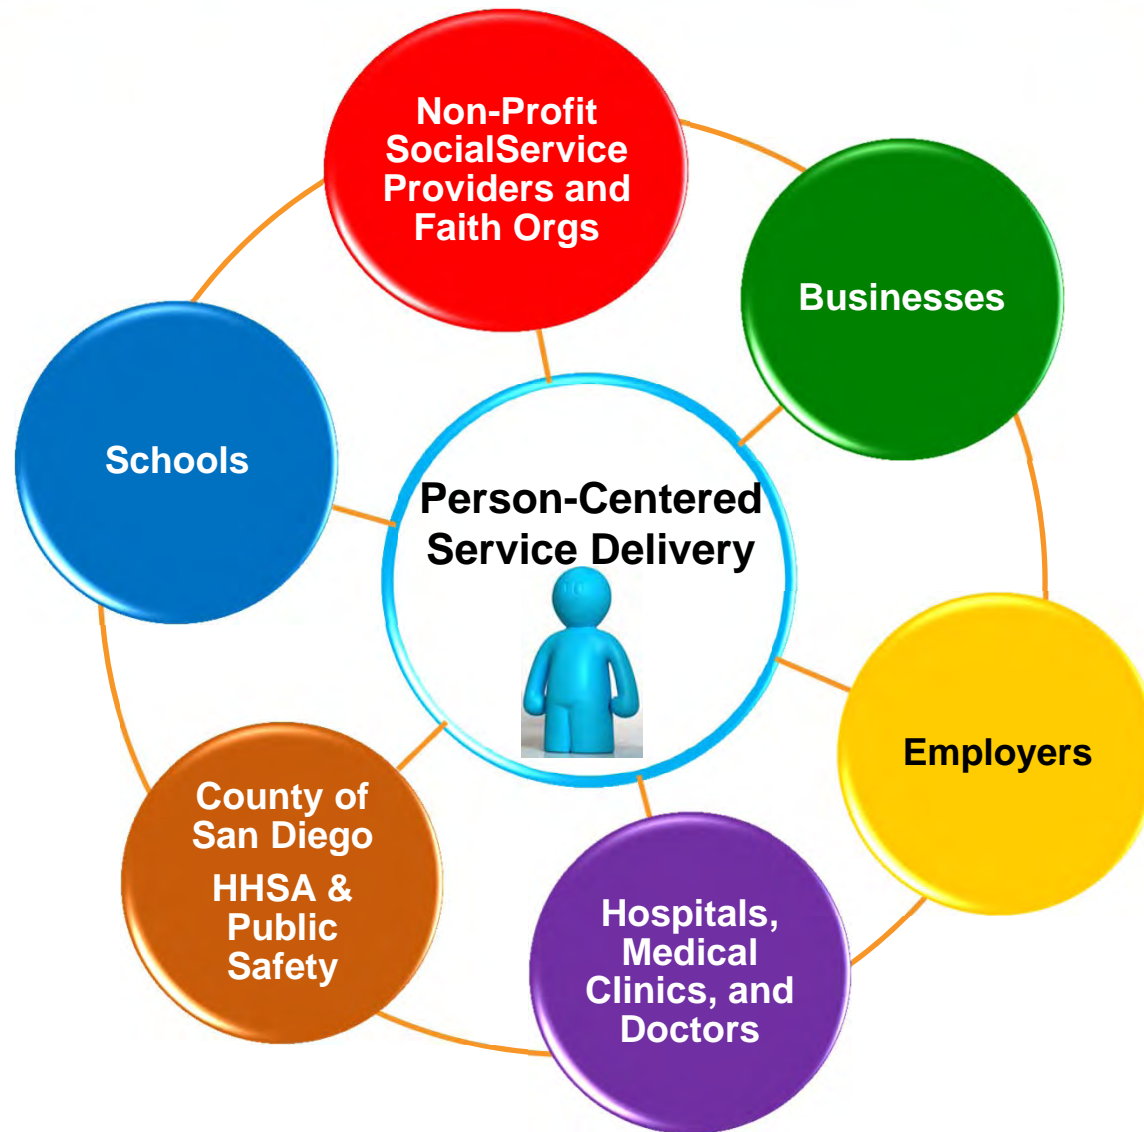 Non-Profit
SocialService
Providers and
Faith Orgs
Businesses
Schools
Person-Centered
Service Delivery
Employers
County of
San Diego
HHSA &
Public
Safety
Hospitals,
Medical
Clinics, and
Doctors